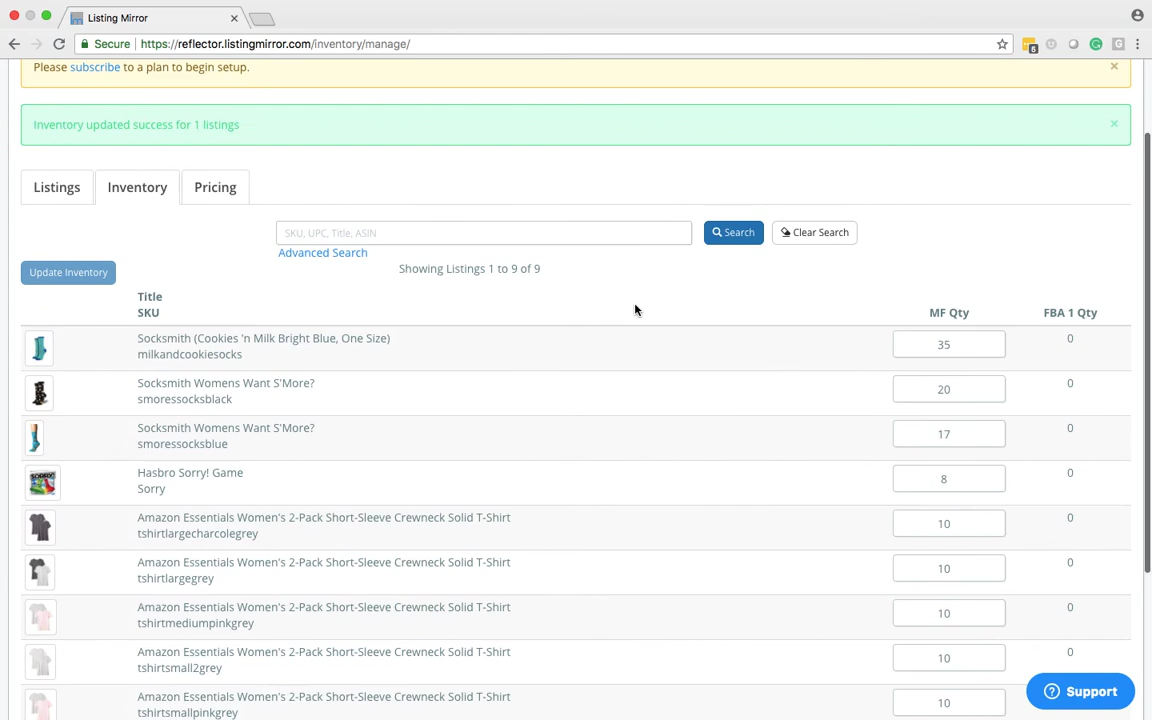 Listing Mirror
Secure https://reflector.listingmirror.com/inventory/manage/
6
G
Please subscribe to a plan to begin setup.
Inventory updated success for 1 listings
Listings Inventory Pricing
SKU, UPC, Title, ASIN Search Clear Search
Advanced Search
Showing Listings 1 to 9 of 9
Update Inventory
Title
SKU MF Qty FBA 1 Qty
Socksmith (Cookies 'n Milk Bright Blue, One Size) 35 0
milkandcookiesocks
Socksmith Womens Want S'More? 20 0
smoressocksblack
Socksmith Womens Want S'More? 17 0
smoressocksblue
SORRY!
Hasbro Sorry! Game 8 0
Sorry
Amazon Essentials Women's 2-Pack Short-Sleeve Crewneck Solid T-Shirt 10 0
tshirtlargecharcolegrey
Amazon Essentials Women's 2-Pack Short-Sleeve Crewneck Solid T-Shirt 10 0
tshirtlargegrey
Amazon Essentials Women's 2-Pack Short-Sleeve Crewneck Solid T-Shirt 10 0
tshirtmediumpinkgrey
Amazon Essentials Women's 2-Pack Short-Sleeve Crewneck Solid T-Shirt 10 0
tshirtsmall2grey
Amazon Essentials Women's 2-Pack Short-Sleeve Crewneck Solid T-Shirt 10
tshirtsmallpinkgrey
Support